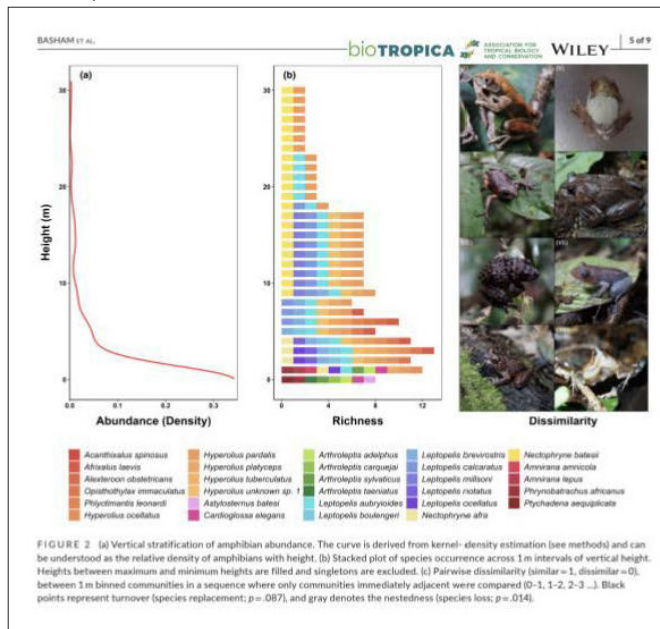 BASHAM ET AL.
bioTROPICA
ASSOCIATION FOR
TROPICAL BIOLOGY
AND CONSERVATION
WILEY
5 of 9
(a)
(b)
30
20
10
0
Height (m)
0.0 0.1 0.2 0.3
Abundance (Density)
30
20
10
0
0 4 8 12
Richness
Dissimilarity
Acanthixalus spinosus
Afrixalus laevis
Alexteroon obstetricans
Opisthothylax immaculatus
Phlyctimantis leonardi
Hyperolius ocellatus
Hyperolius pardalis
Hyperolius platyceps
Hyperolius tuberculatus
Hyperolius unknown sp. 1
Astylosternus batesi
Cardioglossa elegans
Arthroleptis adelphus
Arthroleptis carquejai
Arthroleptis sylvaticus
Arthroleptis taeniatus
Leptopelis aubryioides
Leptopelis boulengeri
Leptopelis brevirostris
Leptopelis calcaratus
Leptopelis millsoni
Leptopelis notatus
Leptopelis ocellatus
Nectophryne afra
Nectophryne batesii
Amnirana amnicola
Amnirana lepus
Phrynobatrachus africanus
Ptychadena aequiplicata
FIGURE 2 (a) Vertical stratification of amphibian abundance. The curve is derived from kernel- density estimation (see methods) and can
be understood as the relative density of amphibians with height. (b) Stacked plot of species occurrence across 1 m intervals of vertical height.
Heights between maximum and minimum heights are filled and singletons are excluded. (c) Pairwise dissimilarity (similar = 1, dissimilar = 0),
between 1 m binned communities in a sequence where only communities immediately adjacent were compared (0–1, 1–2, 2–3 ...). Black
points represent turnover (species replacement; p = .087), and gray denotes the nestedness (species loss; p = .014).